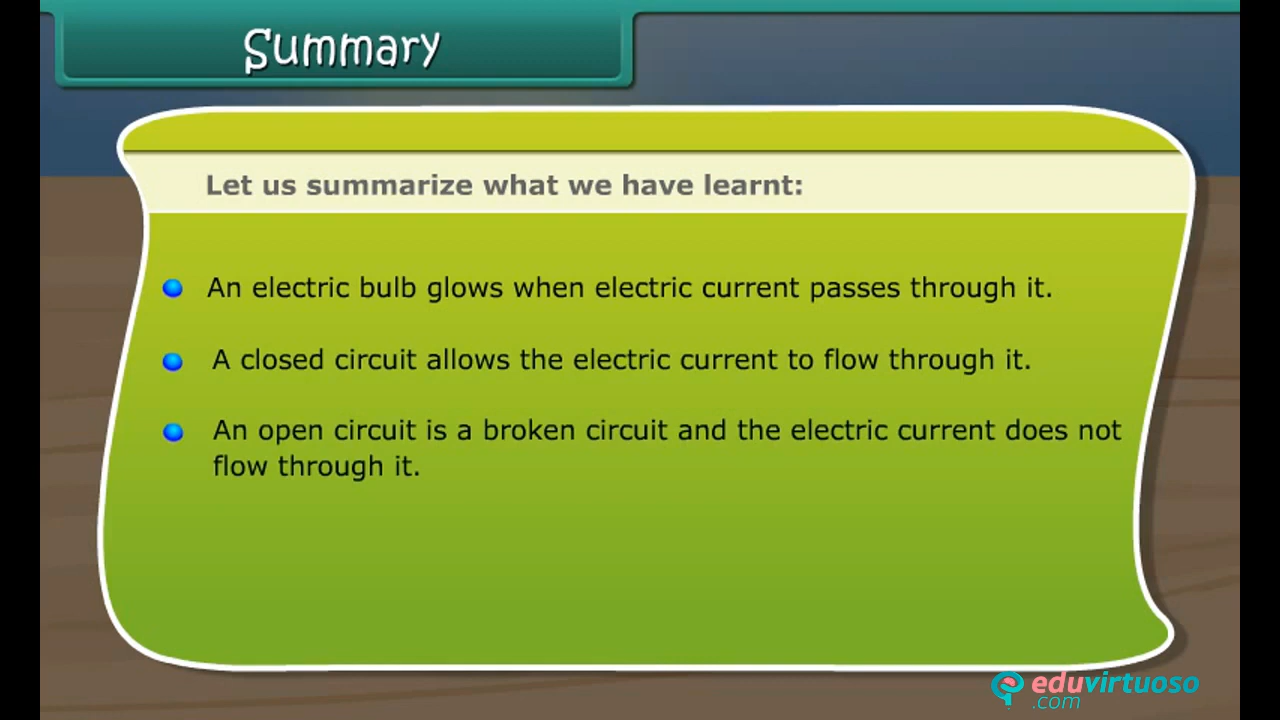 Summary
Let us summarize what we have learnt:
An electric bulb glows when electric current passes through it.
A closed circuit allows the electric current to flow through it.
An open circuit is a broken circuit and the electric current does not
flow through it.
eduvirtuoso
.com